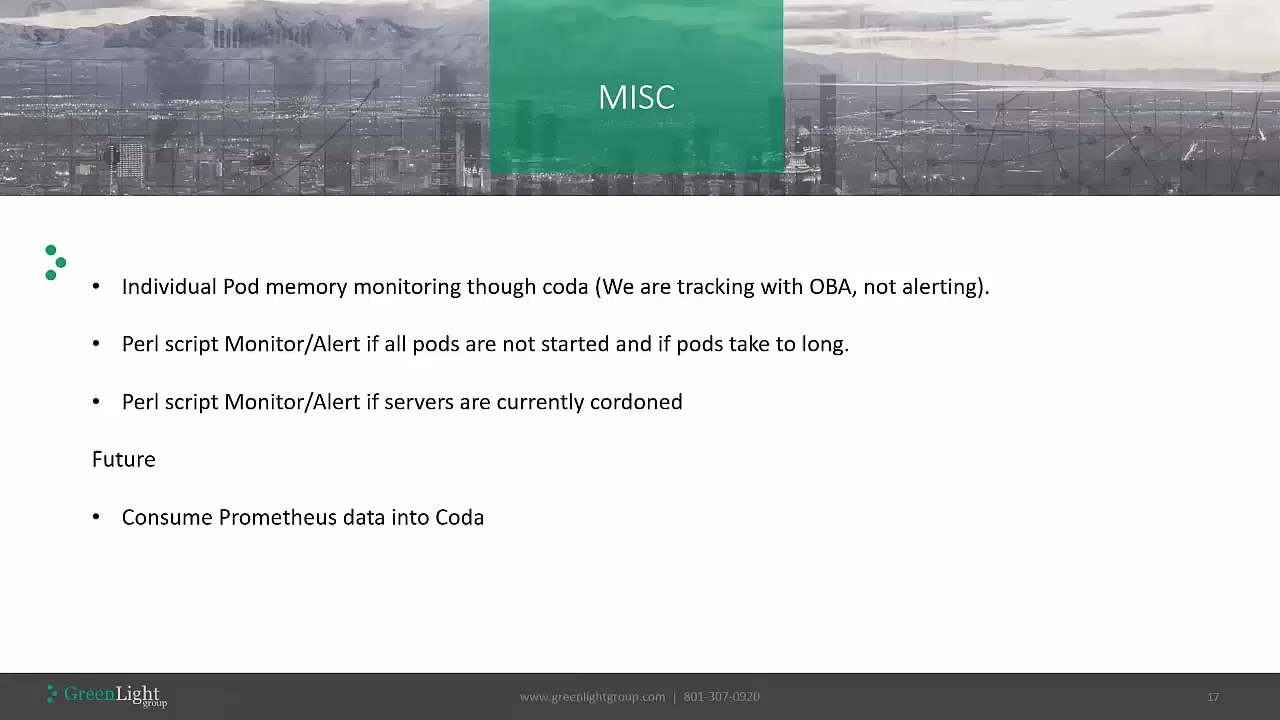 MISC
• Individual Pod memory monitoring though coda (We are tracking with OBA, not alerting).
• Perl script Monitor/Alert if all pods are not started and if pods take to long.
• Perl script Monitor/Alert if servers are currently cordoned
Future
• Consume Prometheus data into Coda
GreenLight
group
www.greenlightgroup.com | 801-307-0920
17